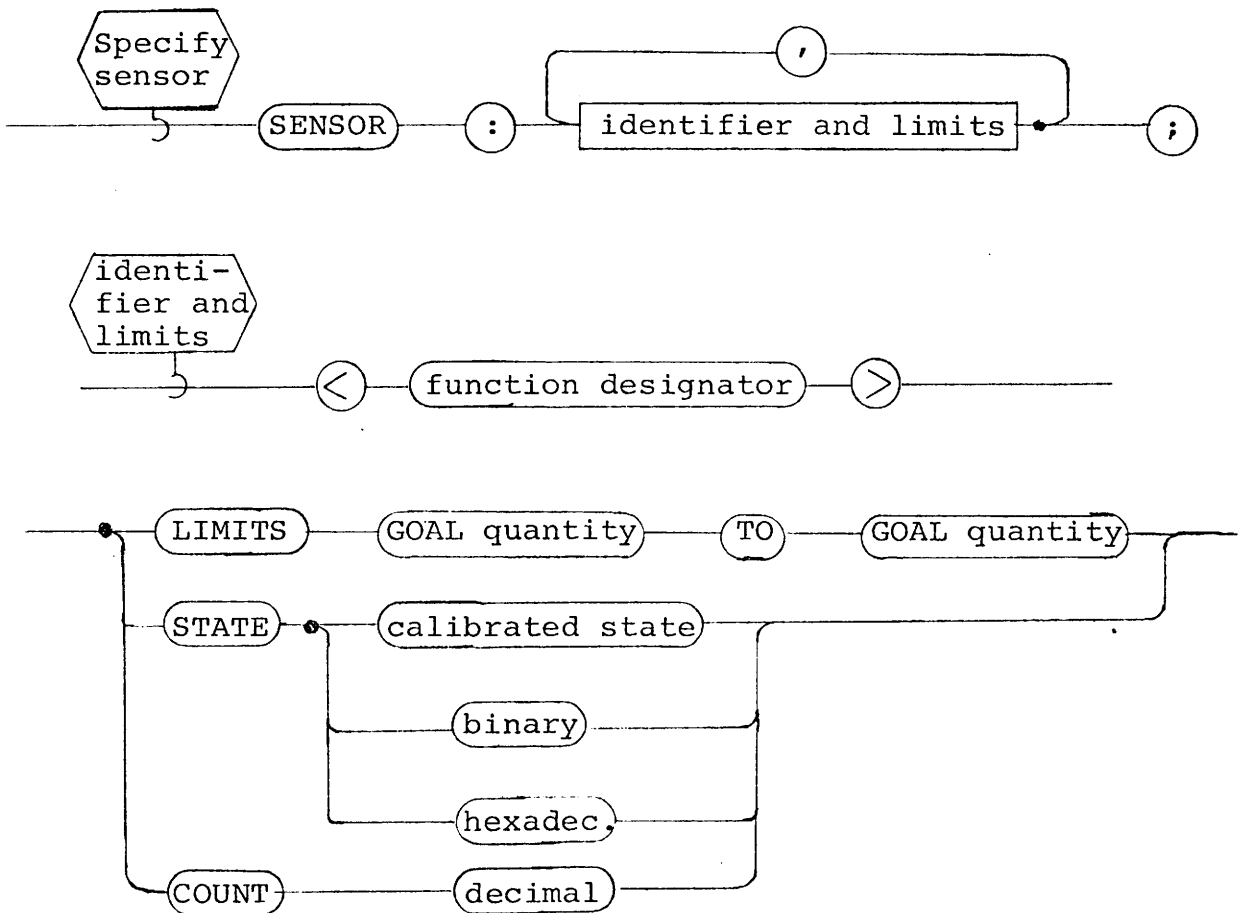 Specify
sensor
,
SENSOR : identifier and limits ;
identi-
fier and
limits
< function designator >
LIMITS GOAL quantity TO GOAL quantity
STATE calibrated state
binary
hexadec.
COUNT decimal